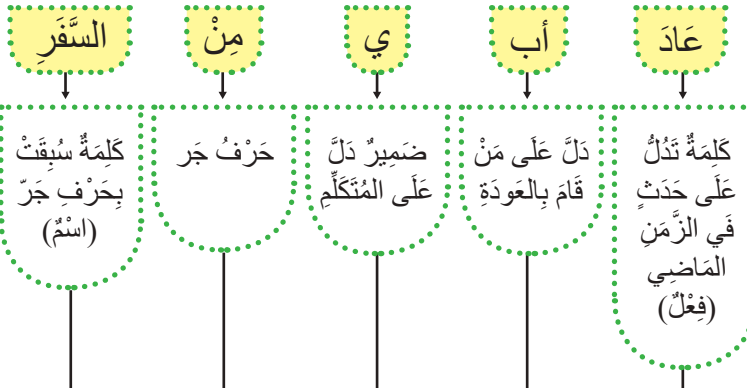 عَادَ
أب
ي
مِنْ
السَّفَرِ
كَلِمَةٌ تَدُلُّ
عَلَى حَدَثٍ
فَي الزَّمَنِ
المَاضِي
(فِعْلٌ)
دَلَّ عَلَى مَنْ
قَامَ بِالعَودَةِ
ضَمِيرٌ دَلَّ
عَلَى المُتَكَلِّمِ
حَرْفُ جَر
كَلِمَةٌ سُبِقَتْ
بِحَرْفِ جَرّ
(اسْمٌ)